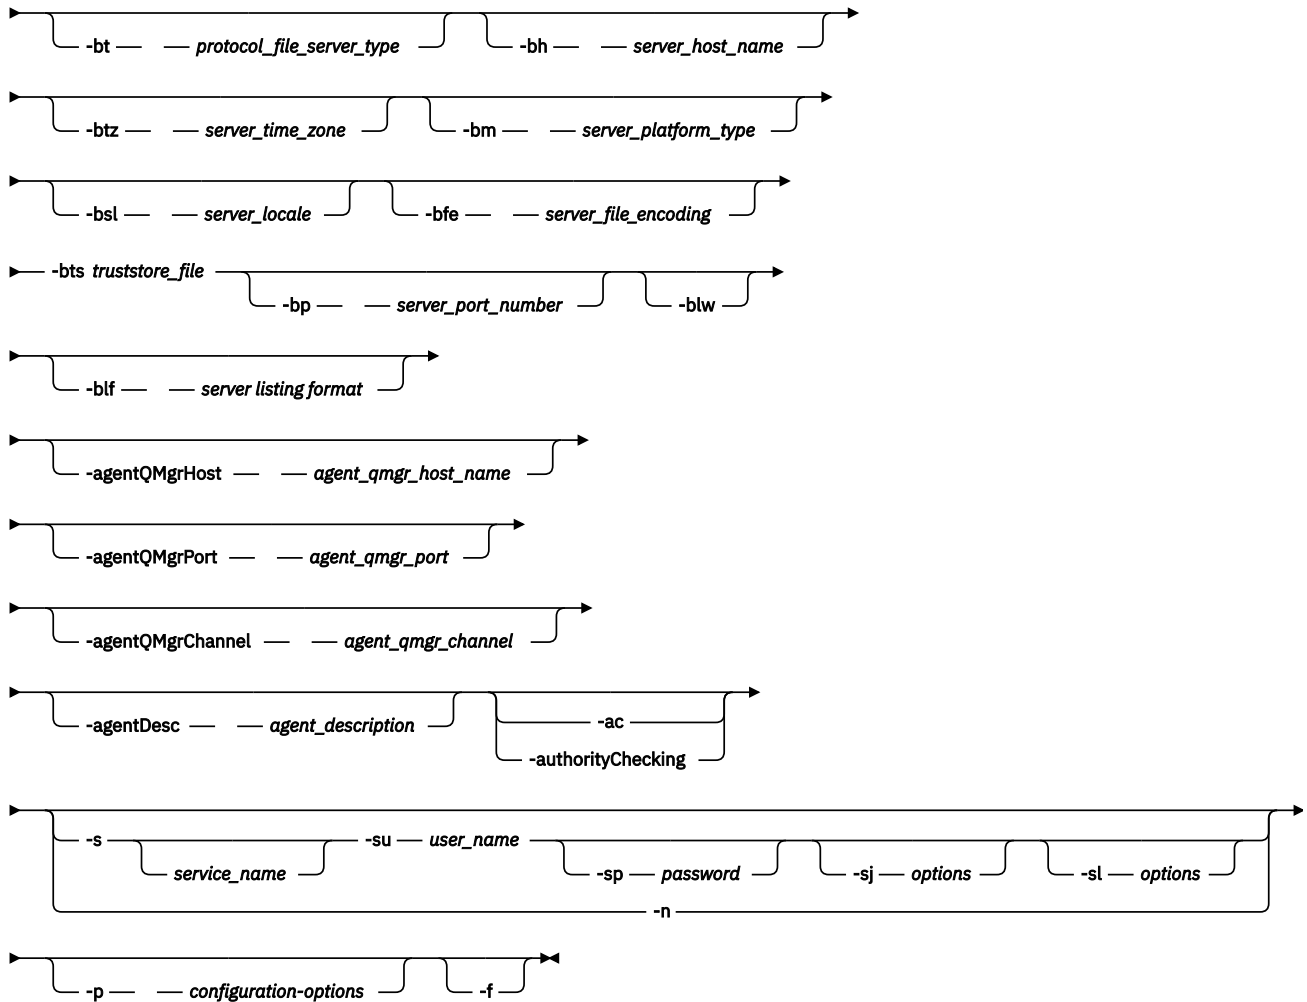 -bt protocol_file_server_type -bh server_host_name
-btz server_time_zone -bm server_platform_type
-bsl server_locale -bfe server_file_encoding
-bts truststore_file
-bp server_port_number -blw
-blf server listing format
-agentQMgrHost agent_qmgr_host_name
-agentQMgrPort agent_qmgr_port
-agentQMgrChannel agent_qmgr_channel
-agentDesc agent_description -ac
-authorityChecking
-s -su user_name
service_name -sp password -sj options -sl options
-n
-p configuration-options -f